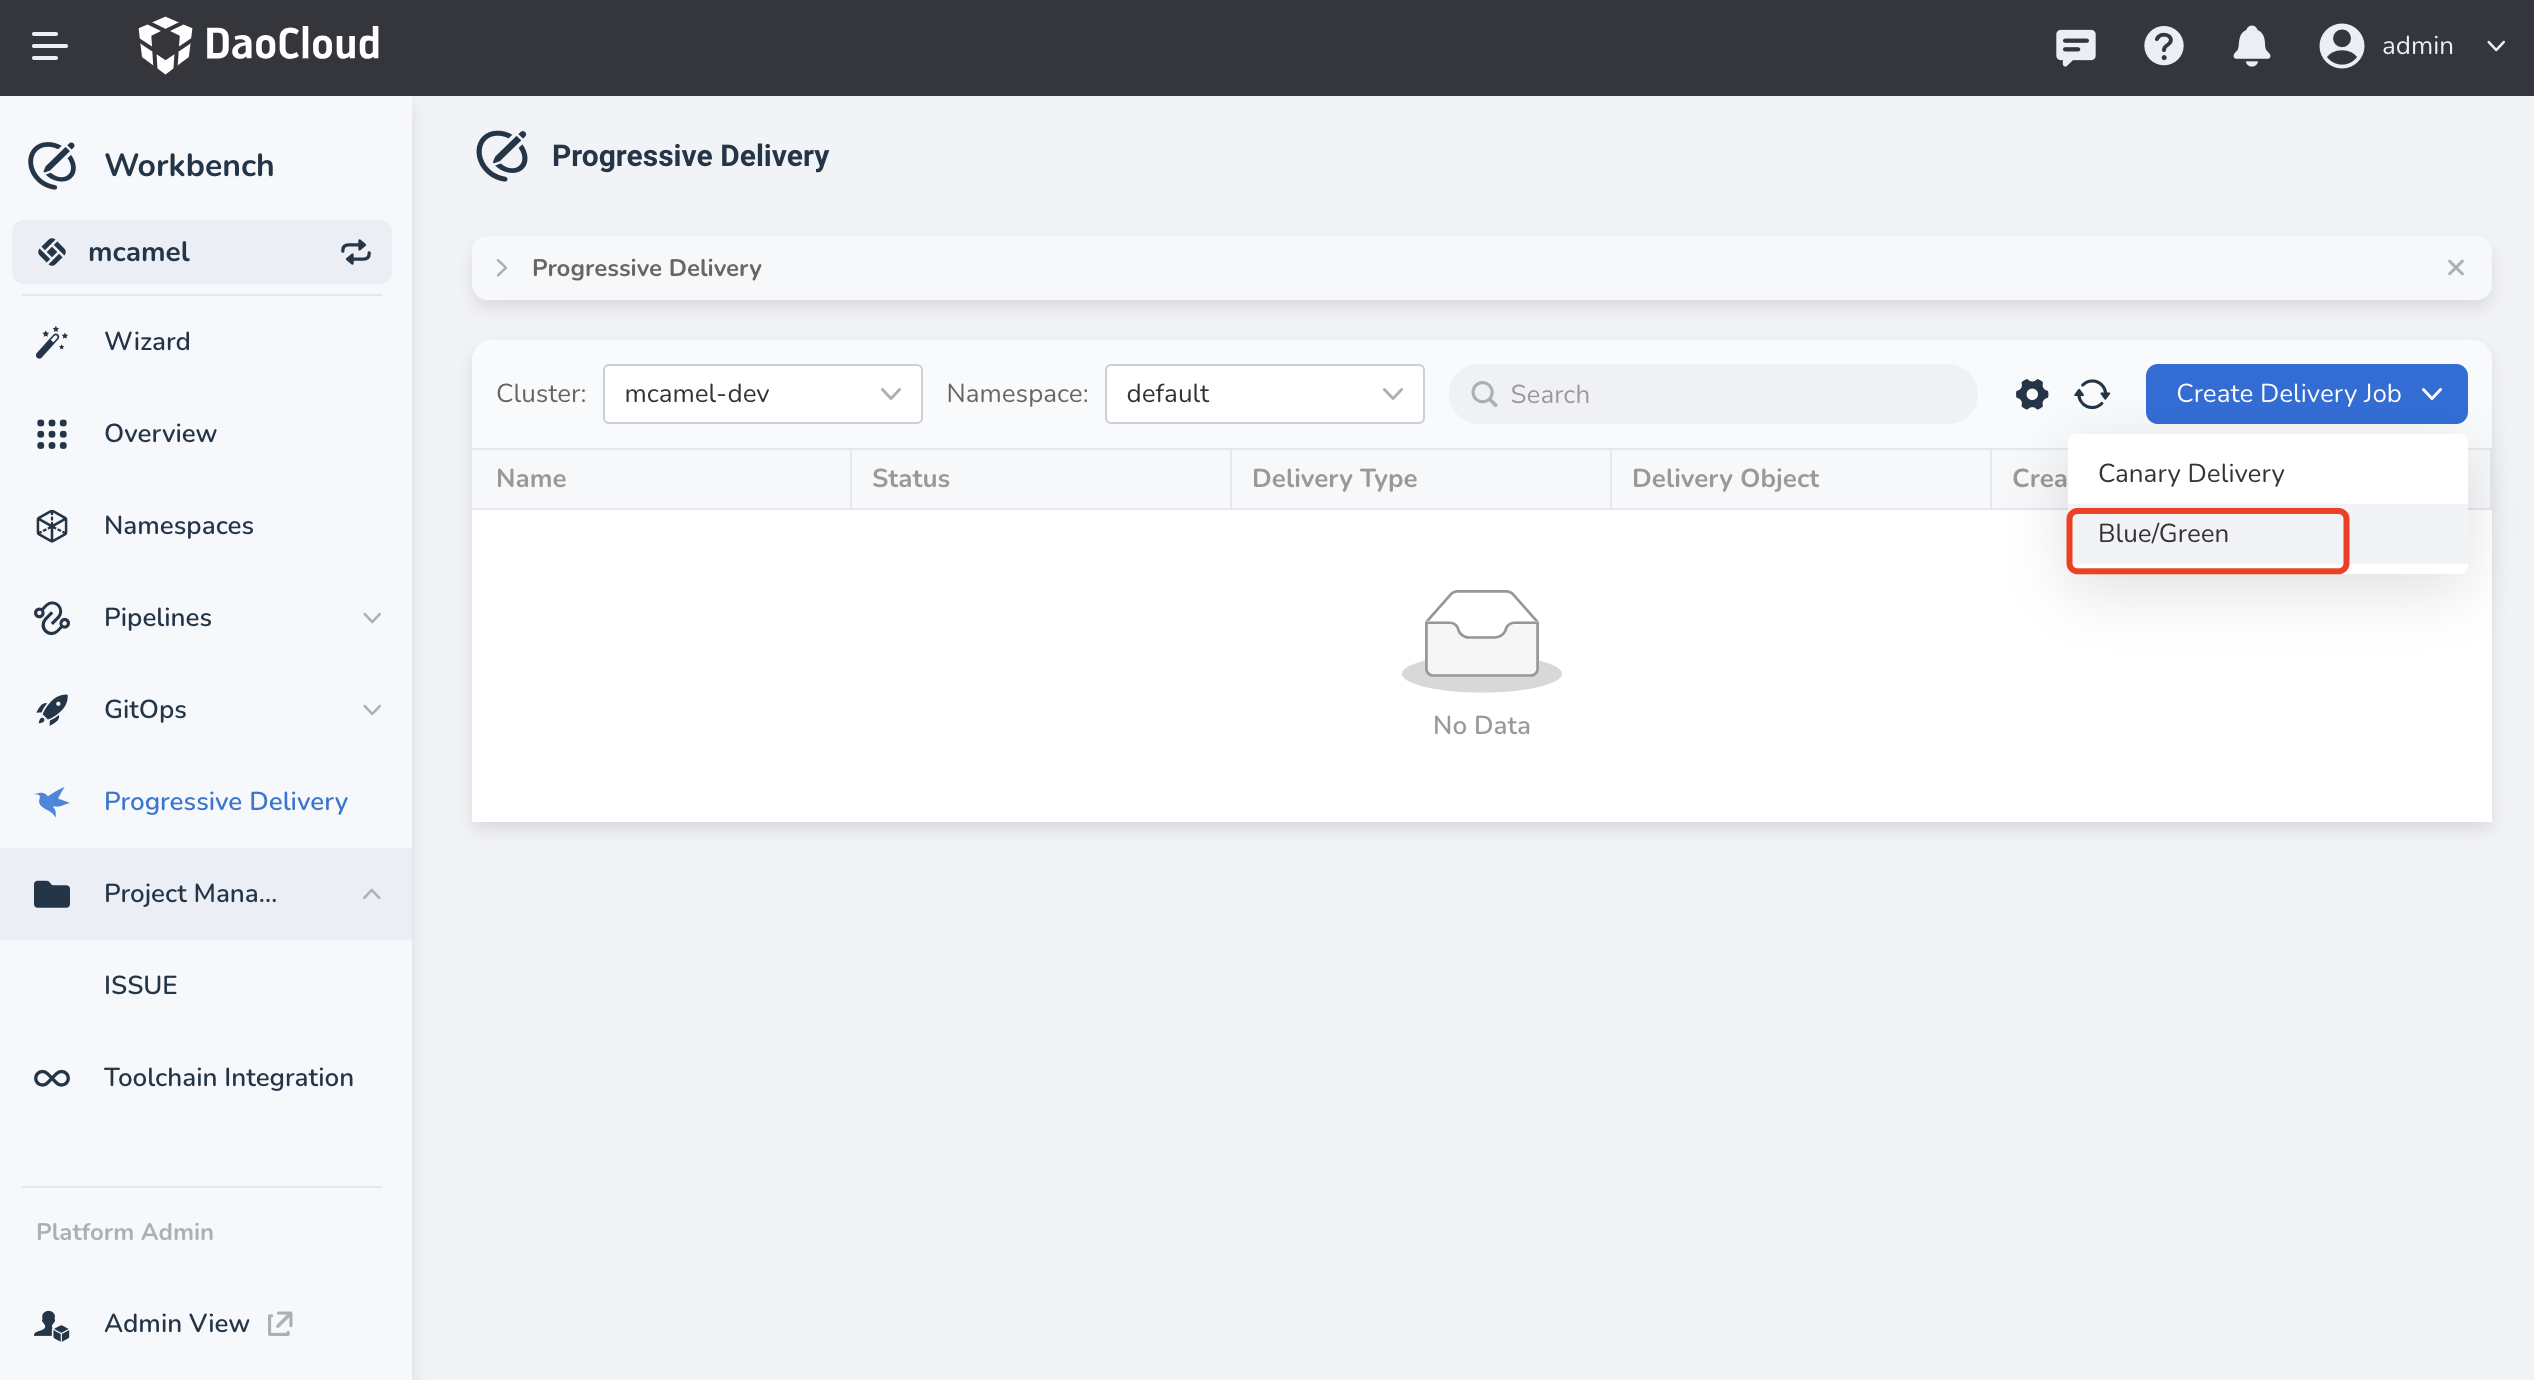 DaoCloud
admin
Workbench
mcamel
Wizard
Overview
Namespaces
Pipelines
GitOps
Progressive Delivery
Project Mana...
ISSUE
Toolchain Integration
Platform Admin
Admin View
Progressive Delivery
Progressive Delivery
Cluster: mcamel-dev Namespace: default Search Create Delivery Job
Name Status Delivery Type Delivery Object
Canary Delivery
Blue/Green
No Data